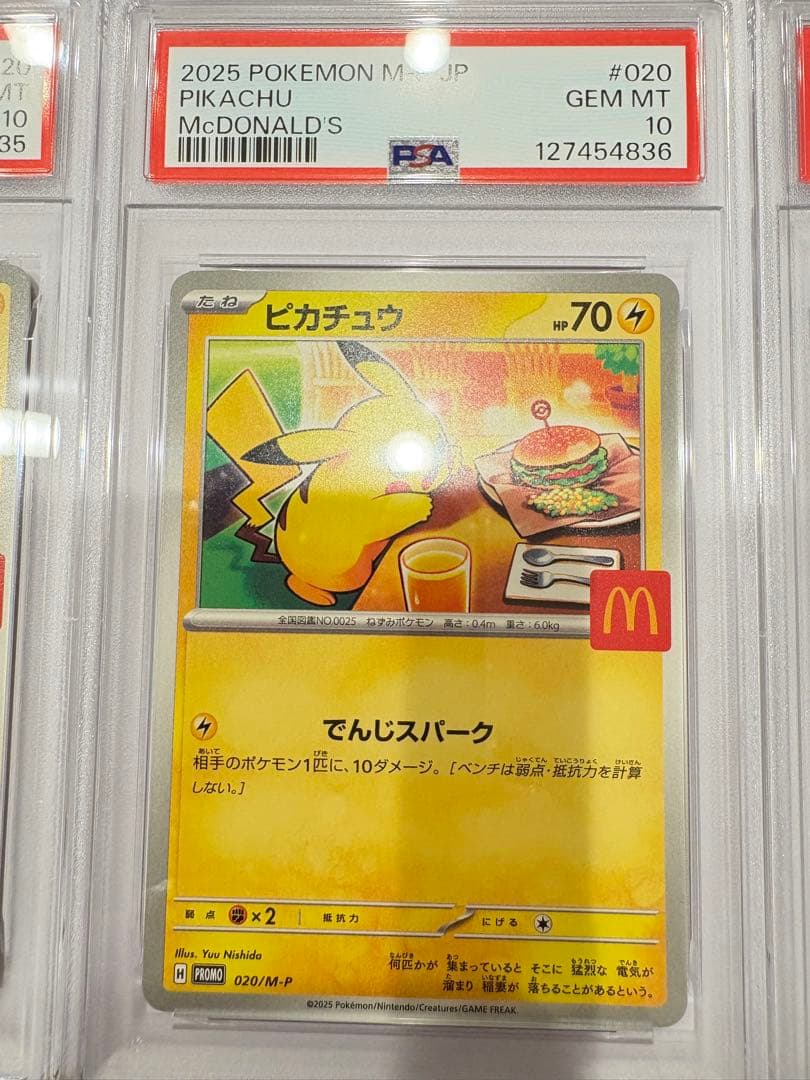 20
MT
10
35
2025 POKEMON M-P JP
#020
PIKACHU
GEM MT
McDONALD'S
10
PSA
127454836
たね
ピカチュウ
HP 70
全国図鑑NO.0025 ねずみポケモン 高さ:0.4m 重さ:6.0kg
でんじスパーク
相手のポケモン1匹に、10ダメージ。[ベンチは弱点・抵抗力を計算
しない。]
弱点 ×2 抵抗力 にげる
Illus. Yuu Nishida
H PROMO 020/M-P
何匹かが 集まっていると そこに 猛烈な 電気が
溜まり 稲妻が 落ちることがあるという。
©2025 Pokémon/Nintendo/Creatures/GAME FREAK.